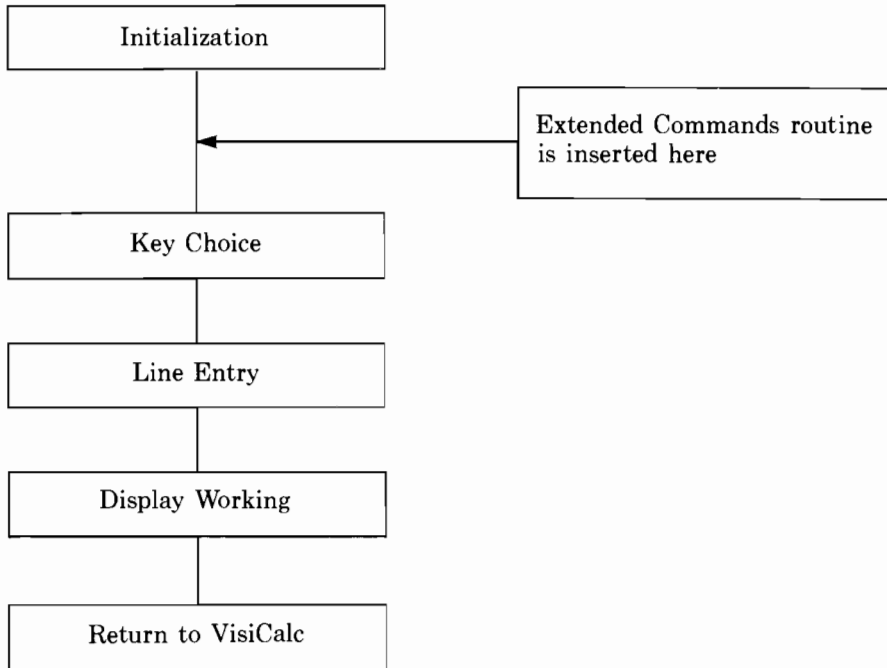 Initialization
Extended Commands routine
is inserted here
Key Choice
Line Entry
Display Working
Return to VisiCalc